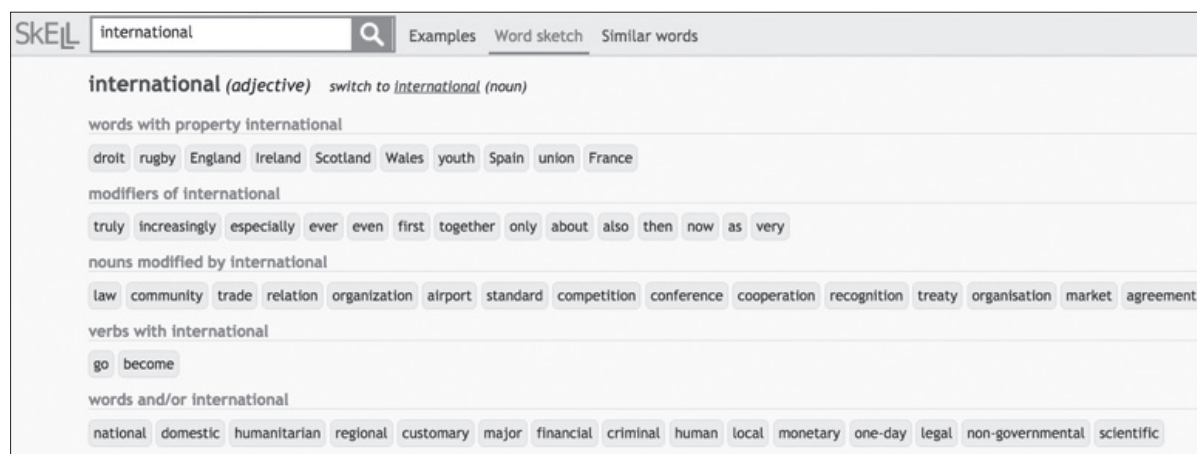 SkELL international Examples Word sketch Similar words
international (adjective) switch to international (noun)
words with property international
droit rugby England Ireland Scotland Wales youth Spain union France
modifiers of international
truly increasingly especially ever even first together only about also then now as very
nouns modified by international
law community trade relation organization airport standard competition conference cooperation recognition treaty organisation market agreement
verbs with international
go become
words and/or international
national domestic humanitarian regional customary major financial criminal human local monetary one-day legal non-governmental scientific